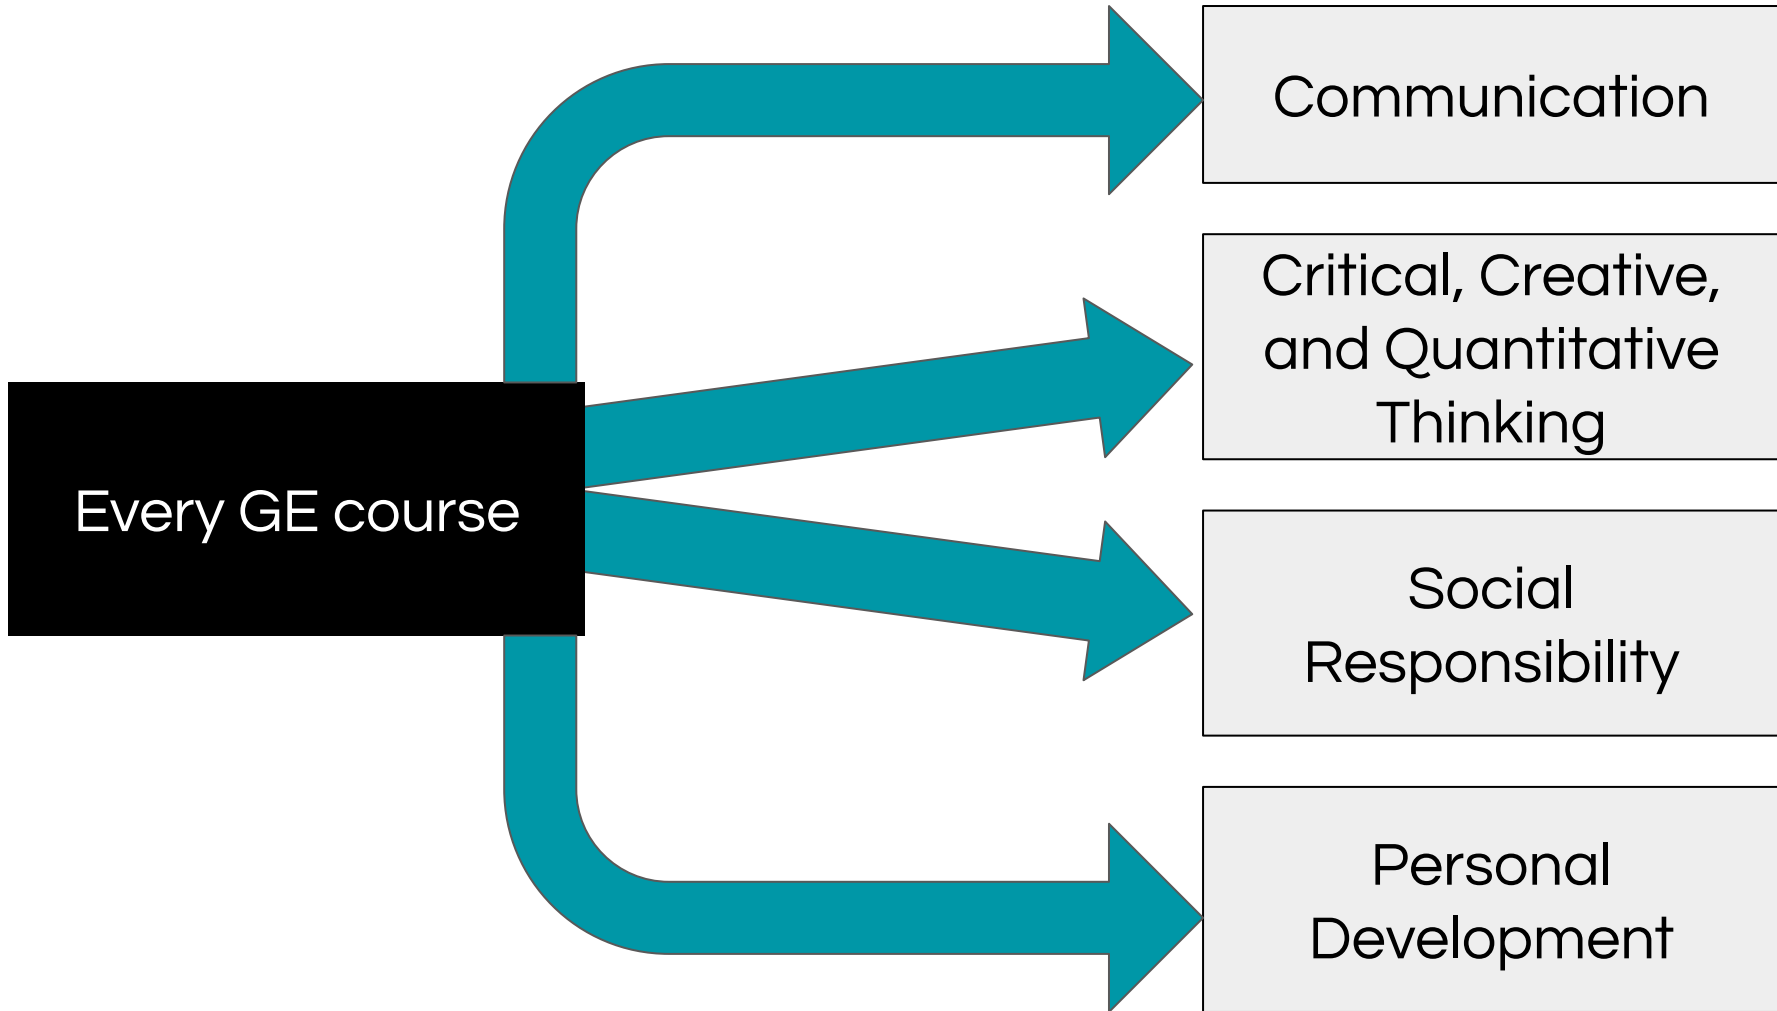 Communication
Critical, Creative,
and Quantitative
Thinking
Every GE course
Social
Responsibility
Personal
Development